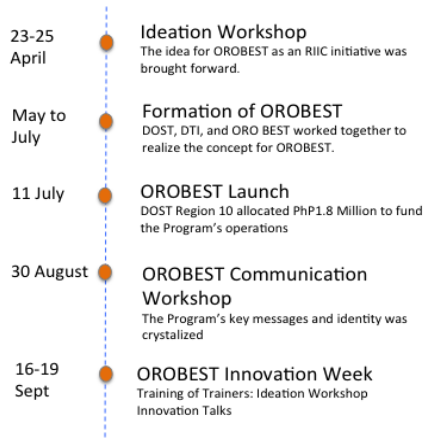 23-25
April
Ideation Workshop
The idea for OROBEST as an RIIC initiative was
brought forward.
May to
July
Formation of OROBEST
DOST, DTI, and ORO BEST worked together to
realize the concept for OROBEST.
11 July
OROBEST Launch
DOST Region 10 allocated PhP1.8 Million to fund
the Program's operations
30 August
OROBEST Communication
Workshop
The Program's key messages and identity was
crystalized
16-19
Sept
OROBEST Innovation Week
Training of Trainers: Ideation Workshop
Innovation Talks